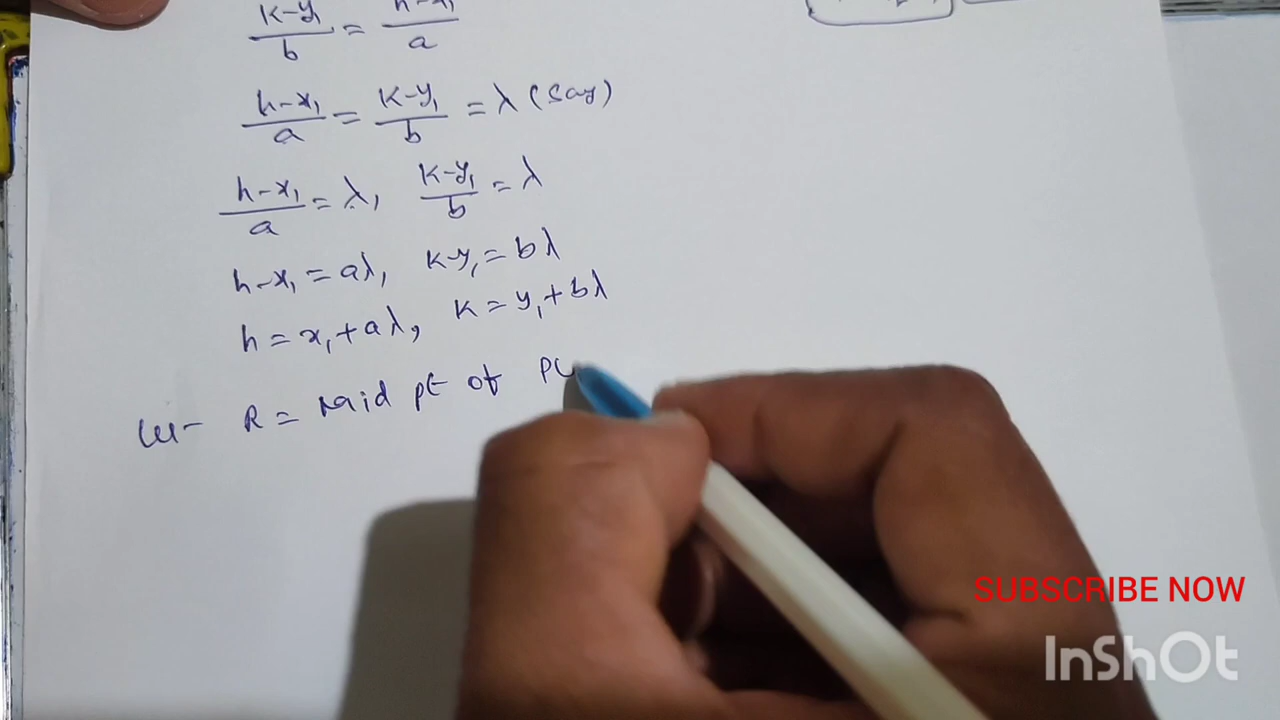 K-y₁/b = h-x₁/a
h-x₁/a = K-y₁/b = λ (say)
h-x₁/a = λ, K-y₁/b = λ
h-x₁ = aλ, K-y₁ = bλ
h = x₁+aλ, K = y₁+bλ
R = Mid pt of
SUBSCRIBE NOW
InShOt